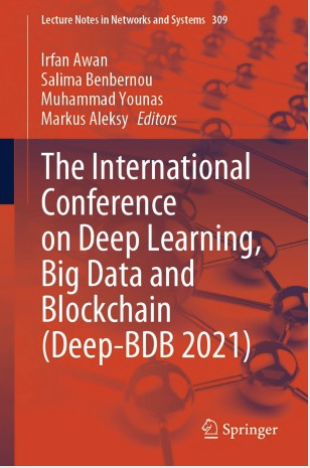 Lecture Notes in Networks and Systems 309
Irfan Awan
Salima Benbernou
Muhammad Younas
Markus Aleksy Editors
The International
Conference
on Deep Learning,
Big Data and
Blockchain
(Deep-BDB 2021)
Springer